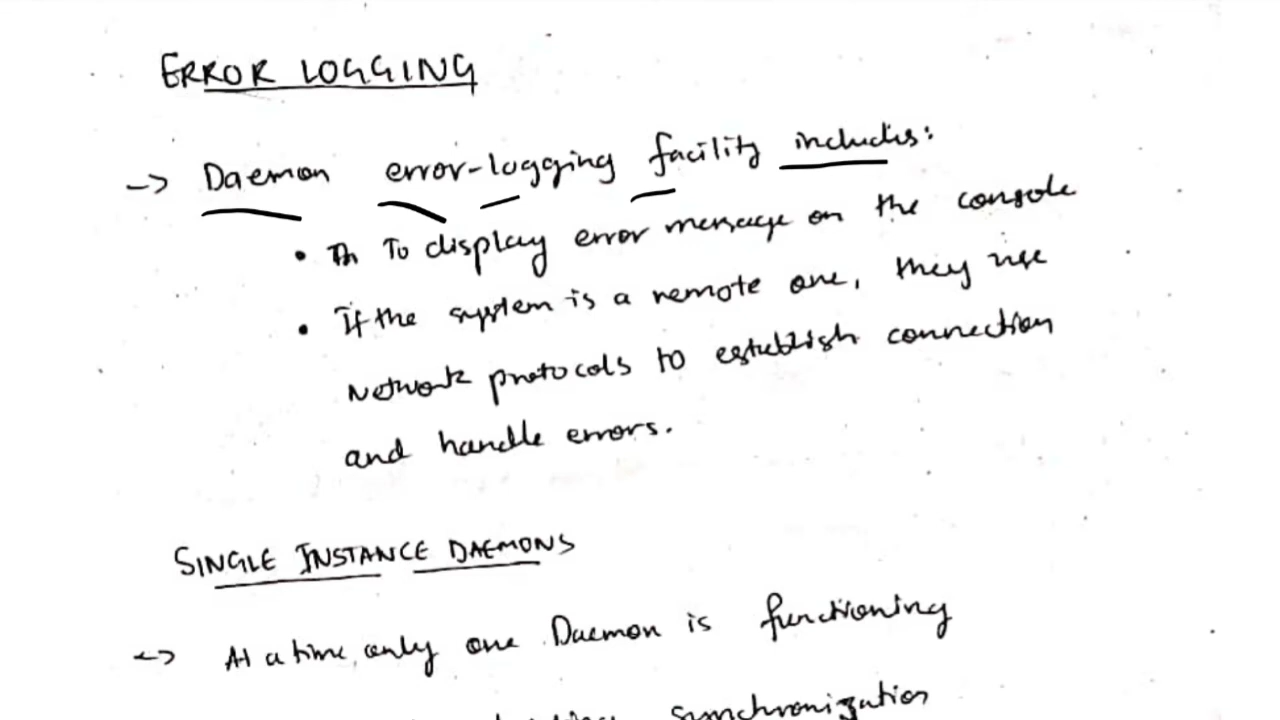 ERROR LOGGING
-> Daemon error-logging facility includes:
• Th To display error message on the console
• If the system is a remote one, they use
Network protocols to establish connection
and handle errors.
SINGLE INSTANCE DAEMONS
-> At a time, only one Daemon is functioning
synchronization